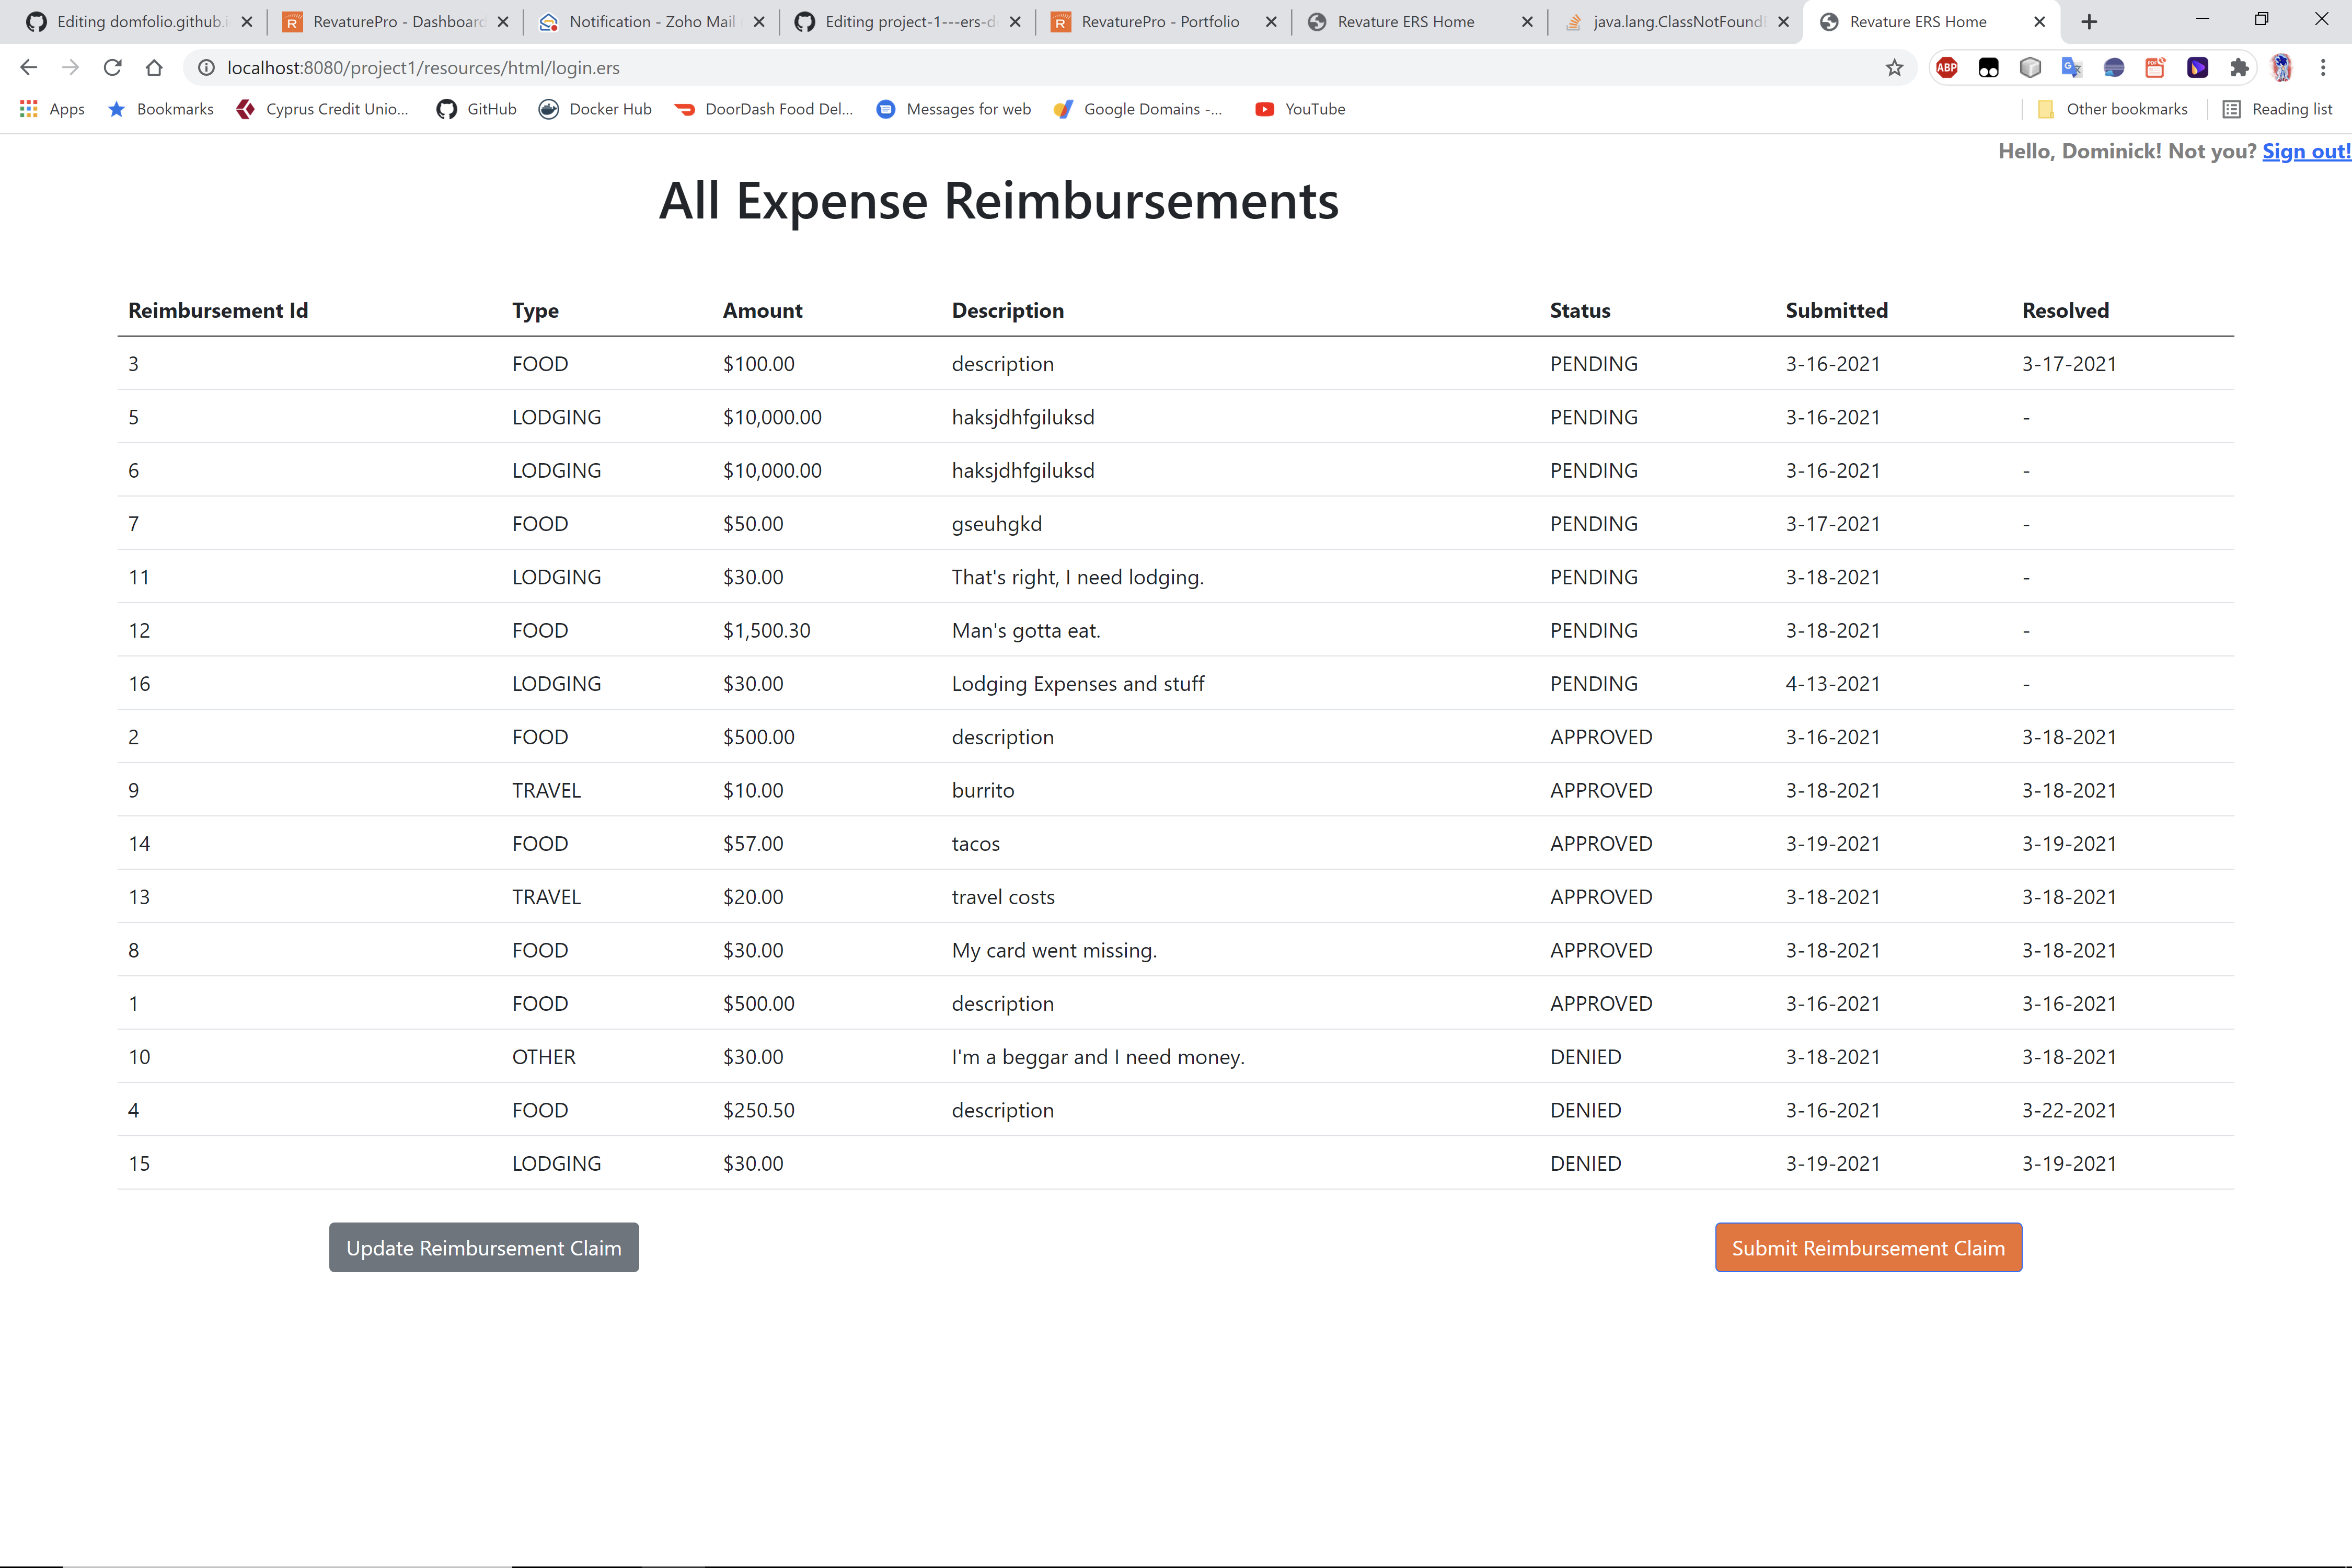 Editing domfolio.github.i
RevaturePro - Dashboard
Notification - Zoho Mail
Editing project-1---ers-d
RevaturePro - Portfolio
Revature ERS Home
java.lang.ClassNotFound
Revature ERS Home
localhost:8080/project1/resources/html/login.ers
ABP
Apps Bookmarks Cyprus Credit Unio... GitHub Docker Hub DoorDash Food Del... Messages for web Google Domains -... YouTube Other bookmarks Reading list
Hello, Dominick! Not you? Sign out!
All Expense Reimbursements
Reimbursement Id Type Amount Description Status Submitted Resolved
3 FOOD $100.00 description PENDING 3-16-2021 3-17-2021
5 LODGING $10,000.00 haksjdhfgiluksd PENDING 3-16-2021 -
6 LODGING $10,000.00 haksjdhfgiluksd PENDING 3-16-2021 -
7 FOOD $50.00 gseuhgkd PENDING 3-17-2021 -
11 LODGING $30.00 That's right, I need lodging. PENDING 3-18-2021 -
12 FOOD $1,500.30 Man's gotta eat. PENDING 3-18-2021 -
16 LODGING $30.00 Lodging Expenses and stuff PENDING 4-13-2021 -
2 FOOD $500.00 description APPROVED 3-16-2021 3-18-2021
9 TRAVEL $10.00 burrito APPROVED 3-18-2021 3-18-2021
14 FOOD $57.00 tacos APPROVED 3-19-2021 3-19-2021
13 TRAVEL $20.00 travel costs APPROVED 3-18-2021 3-18-2021
8 FOOD $30.00 My card went missing. APPROVED 3-18-2021 3-18-2021
1 FOOD $500.00 description APPROVED 3-16-2021 3-16-2021
10 OTHER $30.00 I'm a beggar and I need money. DENIED 3-18-2021 3-18-2021
4 FOOD $250.50 description DENIED 3-16-2021 3-22-2021
15 LODGING $30.00 DENIED 3-19-2021 3-19-2021
Update Reimbursement Claim Submit Reimbursement Claim